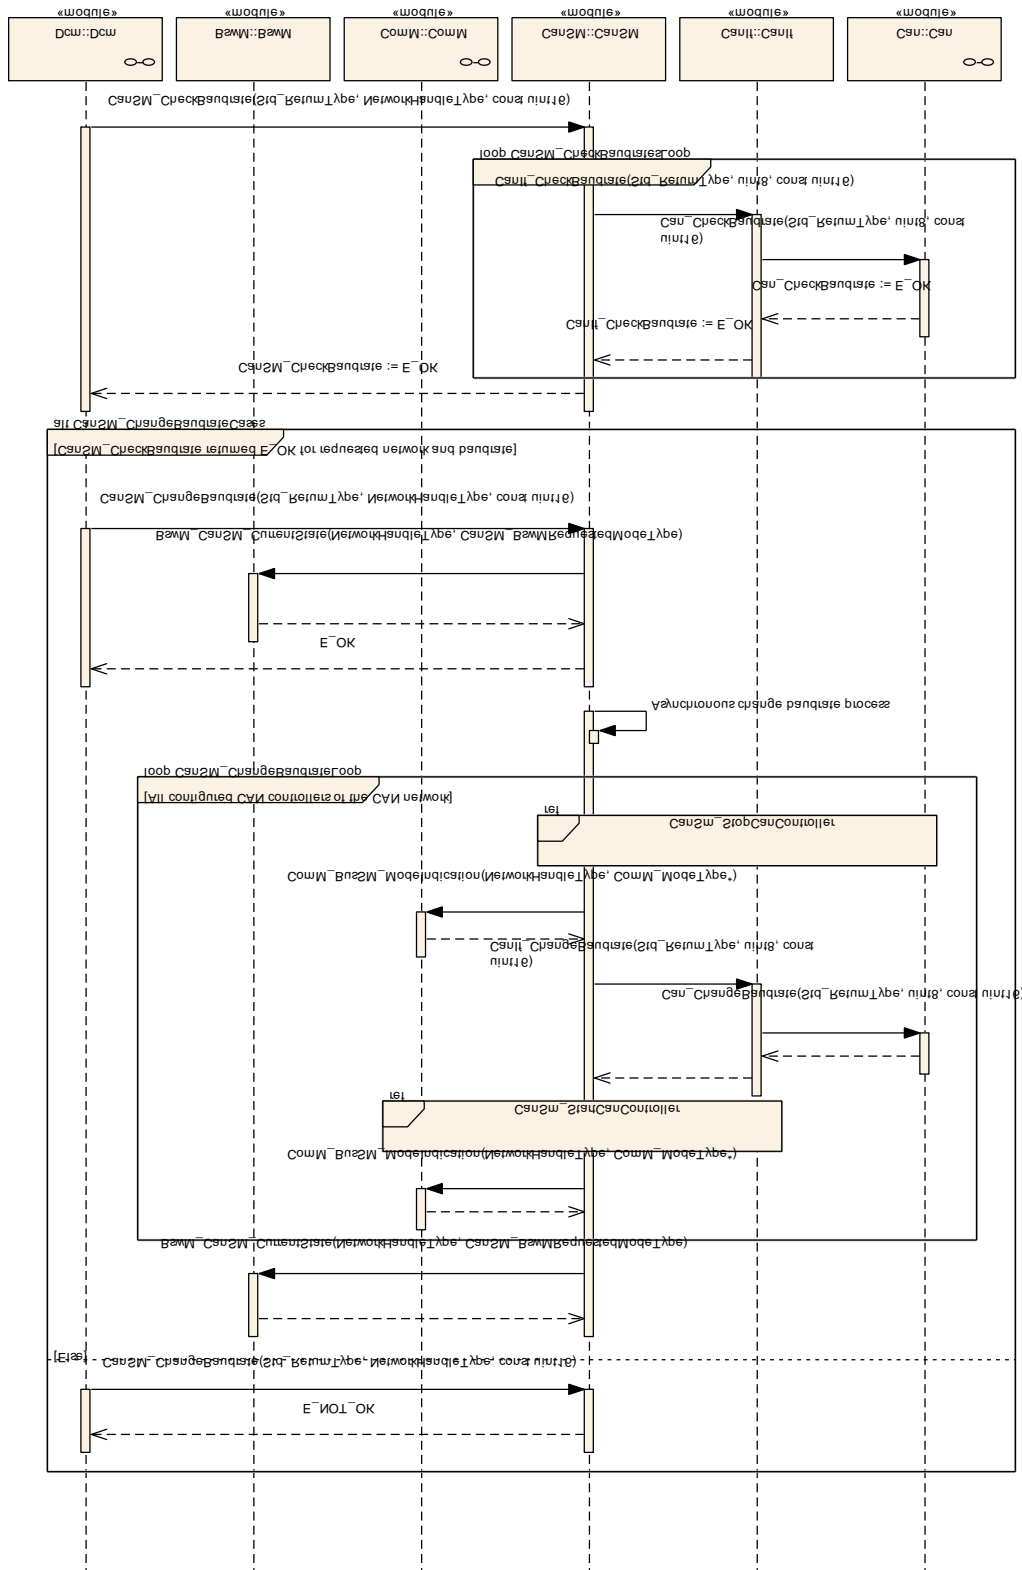 «module»
Dcm::Dcm
«module»
BswM::BswM
«module»
ComM::ComM
«module»
CanSM::CanSM
«module»
CanIf::CanIf
«module»
Can::Can
CanSM_CheckBaudrate(Std_ReturnType, NetworkHandleType, const uint16)
loop CanSM_CheckBaudratesLoop
CanIf_CheckBaudrate(Std_ReturnType, uint8, const uint16)
Can_CheckBaudrate(Std_ReturnType, uint8, const
uint16)
Can_CheckBaudrate := E_OK
CanIf_CheckBaudrate := E_OK
CanSM_CheckBaudrate := E_OK
alt CanSM_ChangeBaudrateCases
[CanSM_CheckBaudrate returned E_OK for requested network and baudrate]
CanSM_ChangeBaudrate(Std_ReturnType, NetworkHandleType, const uint16)
BswM_CanSM_CurrentState(NetworkHandleType, CanSM_BswMRequestedModeType)
E_OK
Asynchronous change baudrate process
loop CanSM_ChangeBaudrateLoop
[All configured CAN controllers of the CAN network]
ref
CanSm_StopCanController
ComM_BusSM_ModeIndication(NetworkHandleType, ComM_ModeType*)
CanIf_ChangeBaudrate(Std_ReturnType, uint8, const
uint16)
Can_ChangeBaudrate(Std_ReturnType, uint8, const uint16)
ref
CanSm_StartCanController
ComM_BusSM_ModeIndication(NetworkHandleType, ComM_ModeType*)
BswM_CanSM_CurrentState(NetworkHandleType, CanSM_BswMRequestedModeType)
[Else]
CanSM_ChangeBaudrate(Std_ReturnType, NetworkHandleType, const uint16)
E_NOT_OK